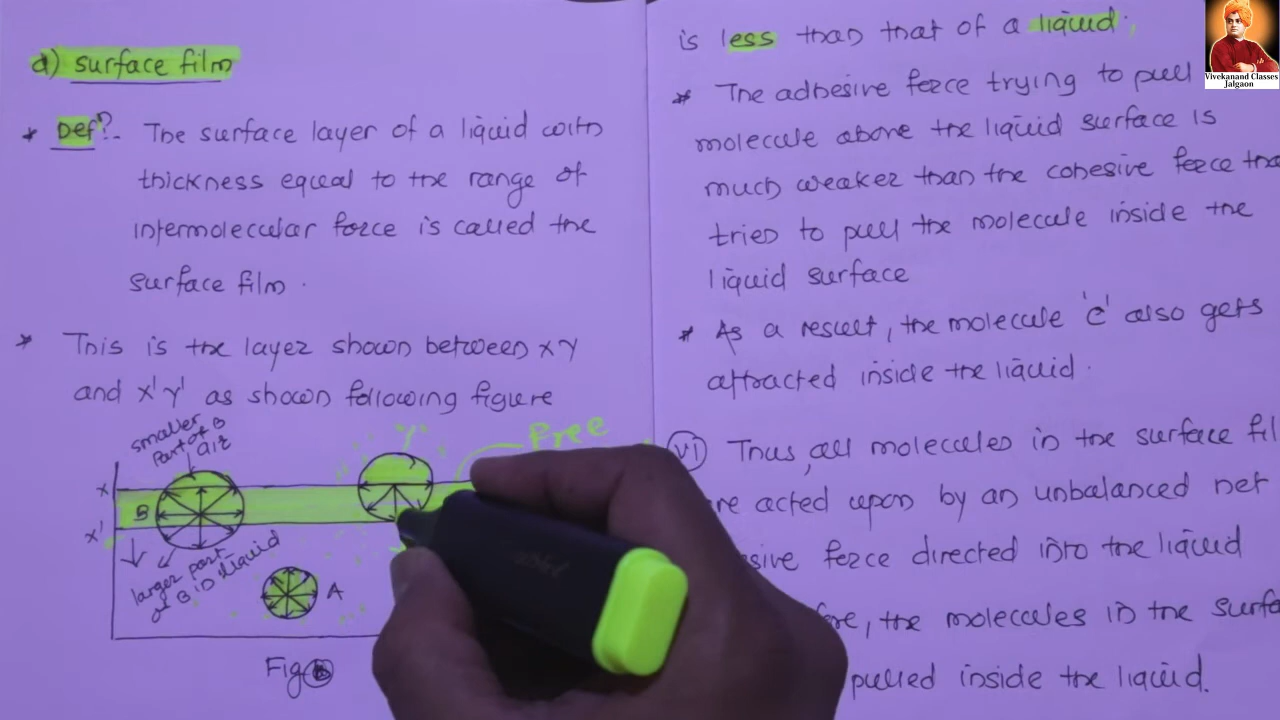 d) surface film
* Defn:- The surface layer of a liquid with
thickness equal to the range of
intermolecular force is called the
surface film.
* This is the layer shown between XY
and X'Y' as shown following figure
smaller
part of B
air
X
B
X'
larger part
of B in liquid
A
Free
Fig b
is less than that of a liquid.
* The adhesive force trying to pull
molecule above the liquid surface is
much weaker than the cohesive force
tries to pull the molecule inside the
liquid surface
* As a result, the molecule 'C' also gets
attracted inside the liquid.
(vi) Thus, all molecules in the surface
acted upon by an unbalanced net
force directed into the liquid
the molecules in the
pulled inside the liquid.
Vivekanand Classes
Jalgaon